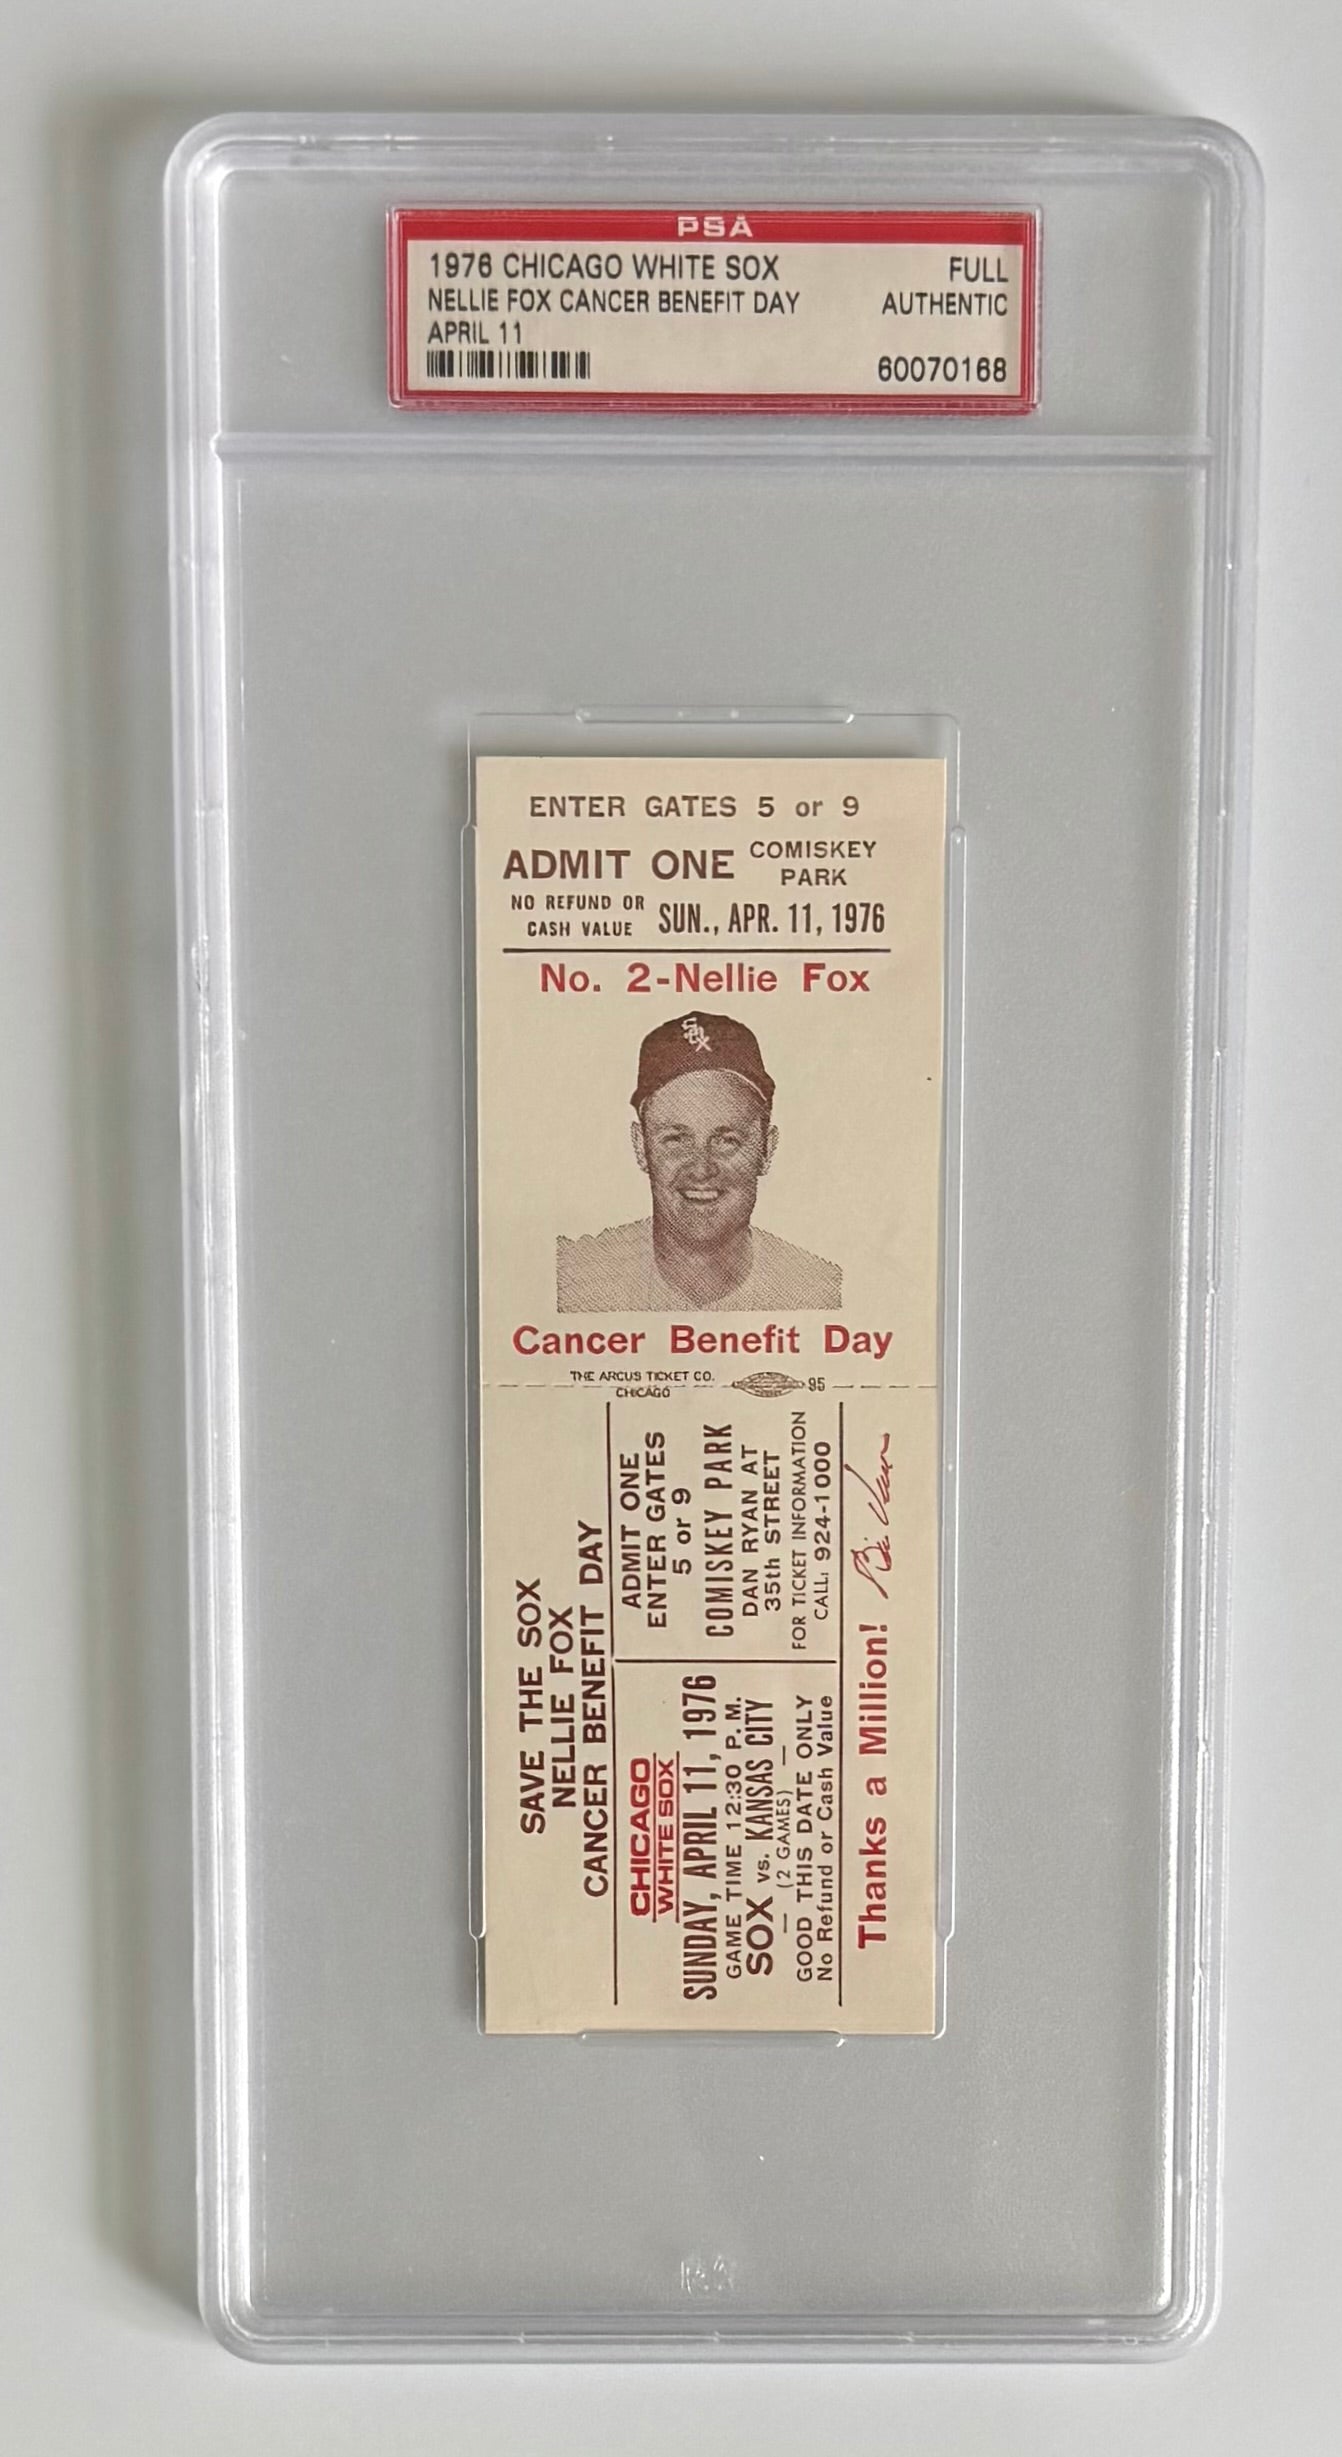 PSA
1976 CHICAGO WHITE SOX
FULL
NELLIE FOX CANCER BENEFIT DAY
AUTHENTIC
APRIL 11
60070168
ENTER GATES 5 or 9
ADMIT ONE
COMISKEY
PARK
NO REFUND OR
CASH VALUE
SUN., APR. 11, 1976
No. 2-Nellie Fox
SOX
Cancer Benefit Day
THE ARCUS TICKET CO.
CHICAGO
95
SAVE THE SOX
NELLIE FOX
CANCER BENEFIT DAY
CHICAGO
WHITE SOX
SUNDAY, APRIL 11, 1976
GAME TIME 12:30 P.M.
SOX vs. KANSAS CITY
— (2 GAMES) —
GOOD THIS DATE ONLY
No Refund or Cash Value
ADMIT ONE
ENTER GATES
5 or 9
COMISKEY PARK
DAN RYAN AT
35th STREET
FOR TICKET INFORMATION
CALL: 924-1000
Thanks a Million!